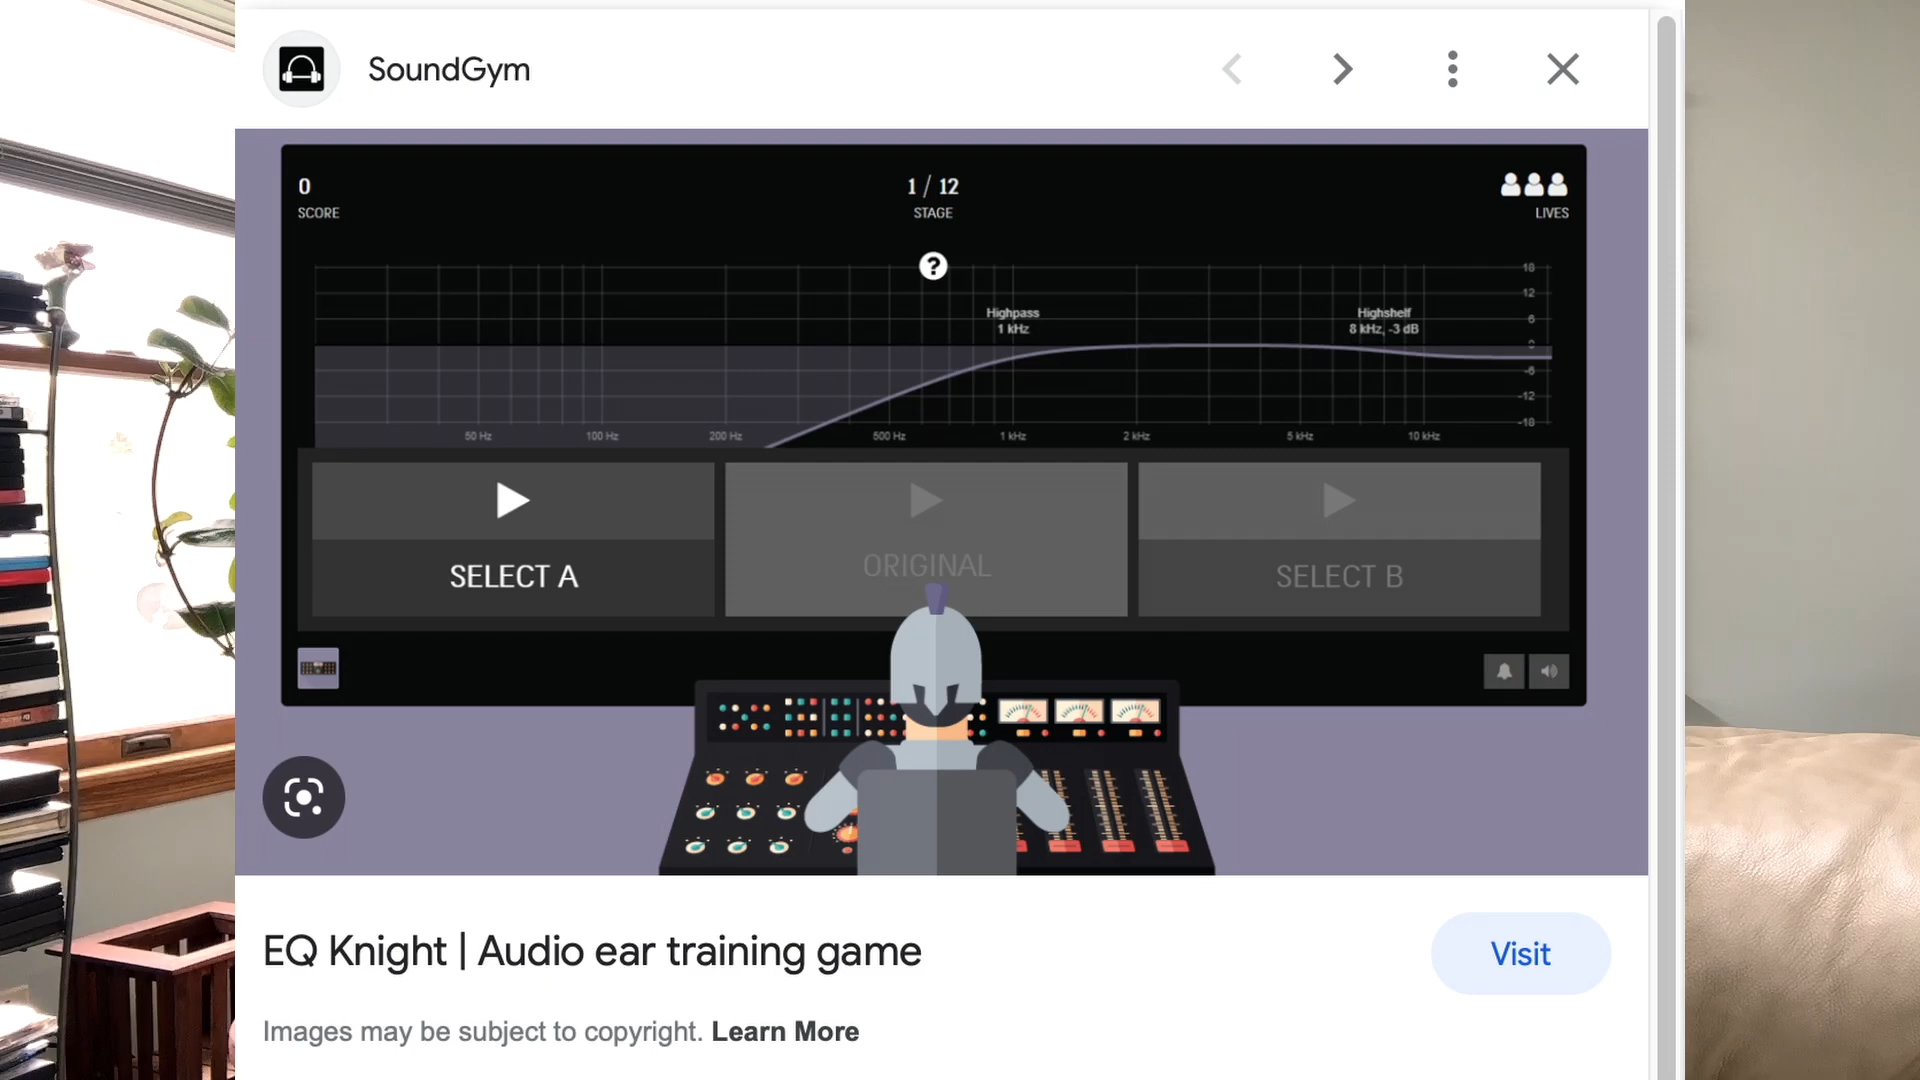 SoundGym
0
SCORE
1 / 12
STAGE
LIVES
?
18
12
6
0
-6
-12
-18
Highpass
1 kHz
Highshelf
8 kHz, -3 dB
50 Hz
100 Hz
200 Hz
500 Hz
1 kHz
2 kHz
5 kHz
10 kHz
SELECT A
ORIGINAL
SELECT B
EQ Knight | Audio ear training game
Visit
Images may be subject to copyright. Learn More